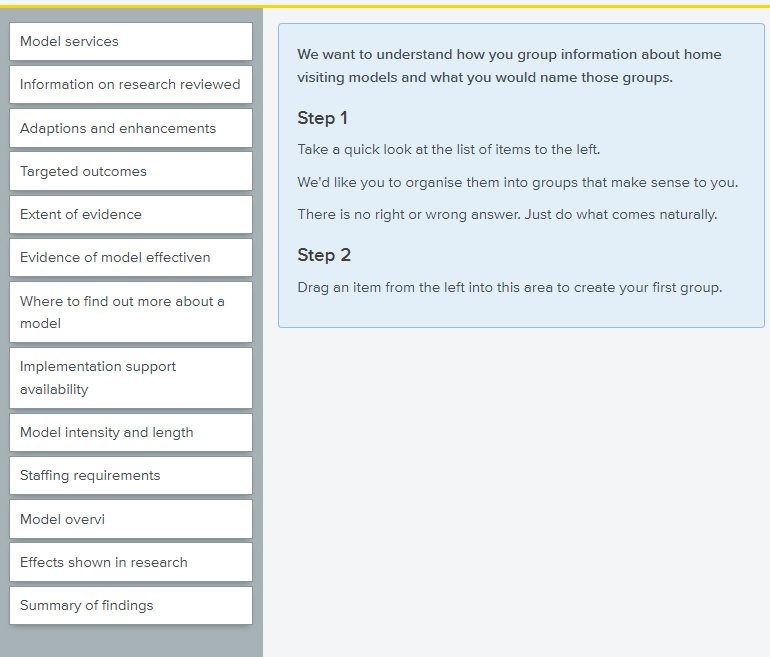 Model services
Information on research reviewed
Adaptions and enhancements
Targeted outcomes
Extent of evidence
Evidence of model effectiven
Where to find out more about a
model
Implementation support
availability
Model intensity and length
Staffing requirements
Model overvi
Effects shown in research
Summary of findings
We want to understand how you group information about home
visiting models and what you would name those groups.
Step 1
Take a quick look at the list of items to the left.
We'd like you to organise them into groups that make sense to you.
There is no right or wrong answer. Just do what comes naturally.
Step 2
Drag an item from the left into this area to create your first group.